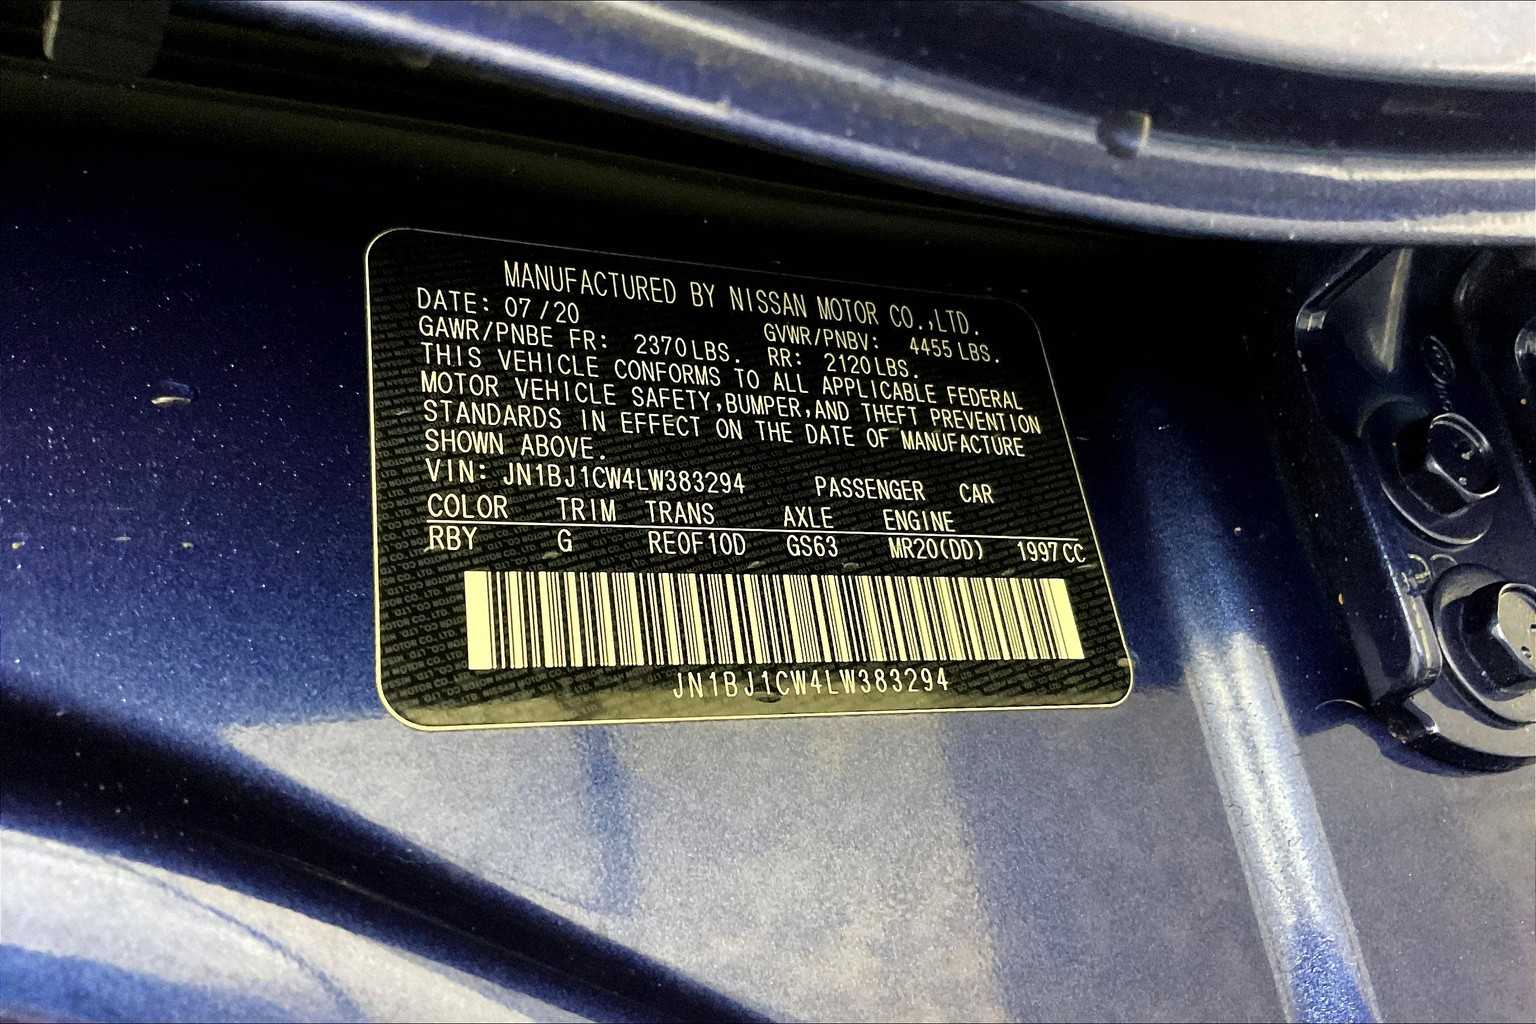 MANUFACTURED BY NISSAN MOTOR CO.,LTD.
DATE: 07/20 GVWR/PNBV: 4455 LBS.
GAWR/PNBE FR: 2370LBS. RR: 2120LBS.
THIS VEHICLE CONFORMS TO ALL APPLICABLE FEDERAL
MOTOR VEHICLE SAFETY,BUMPER,AND THEFT PREVENTION
STANDARDS IN EFFECT ON THE DATE OF MANUFACTURE
SHOWN ABOVE.
VIN: JN1BJ1CW4LW383294 PASSENGER CAR
COLOR TRIM TRANS AXLE ENGINE
RBY G RE0F10D GS63 MR20(DD) 1997CC
JN1BJ1CW4LW383294